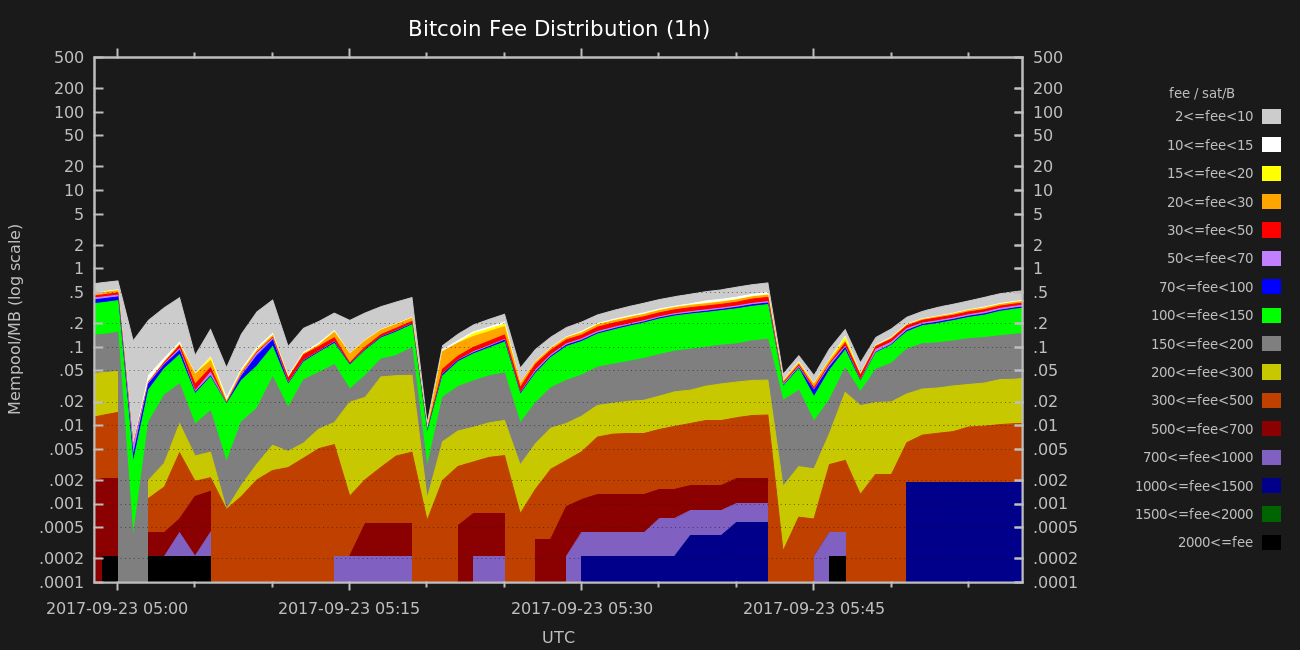 Bitcoin Fee Distribution (1h)
Mempool/MB (log scale)
500
200
100
50
20
10
5
2
1
.5
.2
.1
.05
.02
.01
.005
.002
.001
.0005
.0002
.0001
500
200
100
50
20
10
5
2
1
.5
.2
.1
.05
.02
.01
.005
.002
.001
.0005
.0002
.0001
fee / sat/B
2<=fee<10
10<=fee<15
15<=fee<20
20<=fee<30
30<=fee<50
50<=fee<70
70<=fee<100
100<=fee<150
150<=fee<200
200<=fee<300
300<=fee<500
500<=fee<700
700<=fee<1000
1000<=fee<1500
1500<=fee<2000
2000<=fee
2017-09-23 05:00 2017-09-23 05:15 2017-09-23 05:30 2017-09-23 05:45
UTC